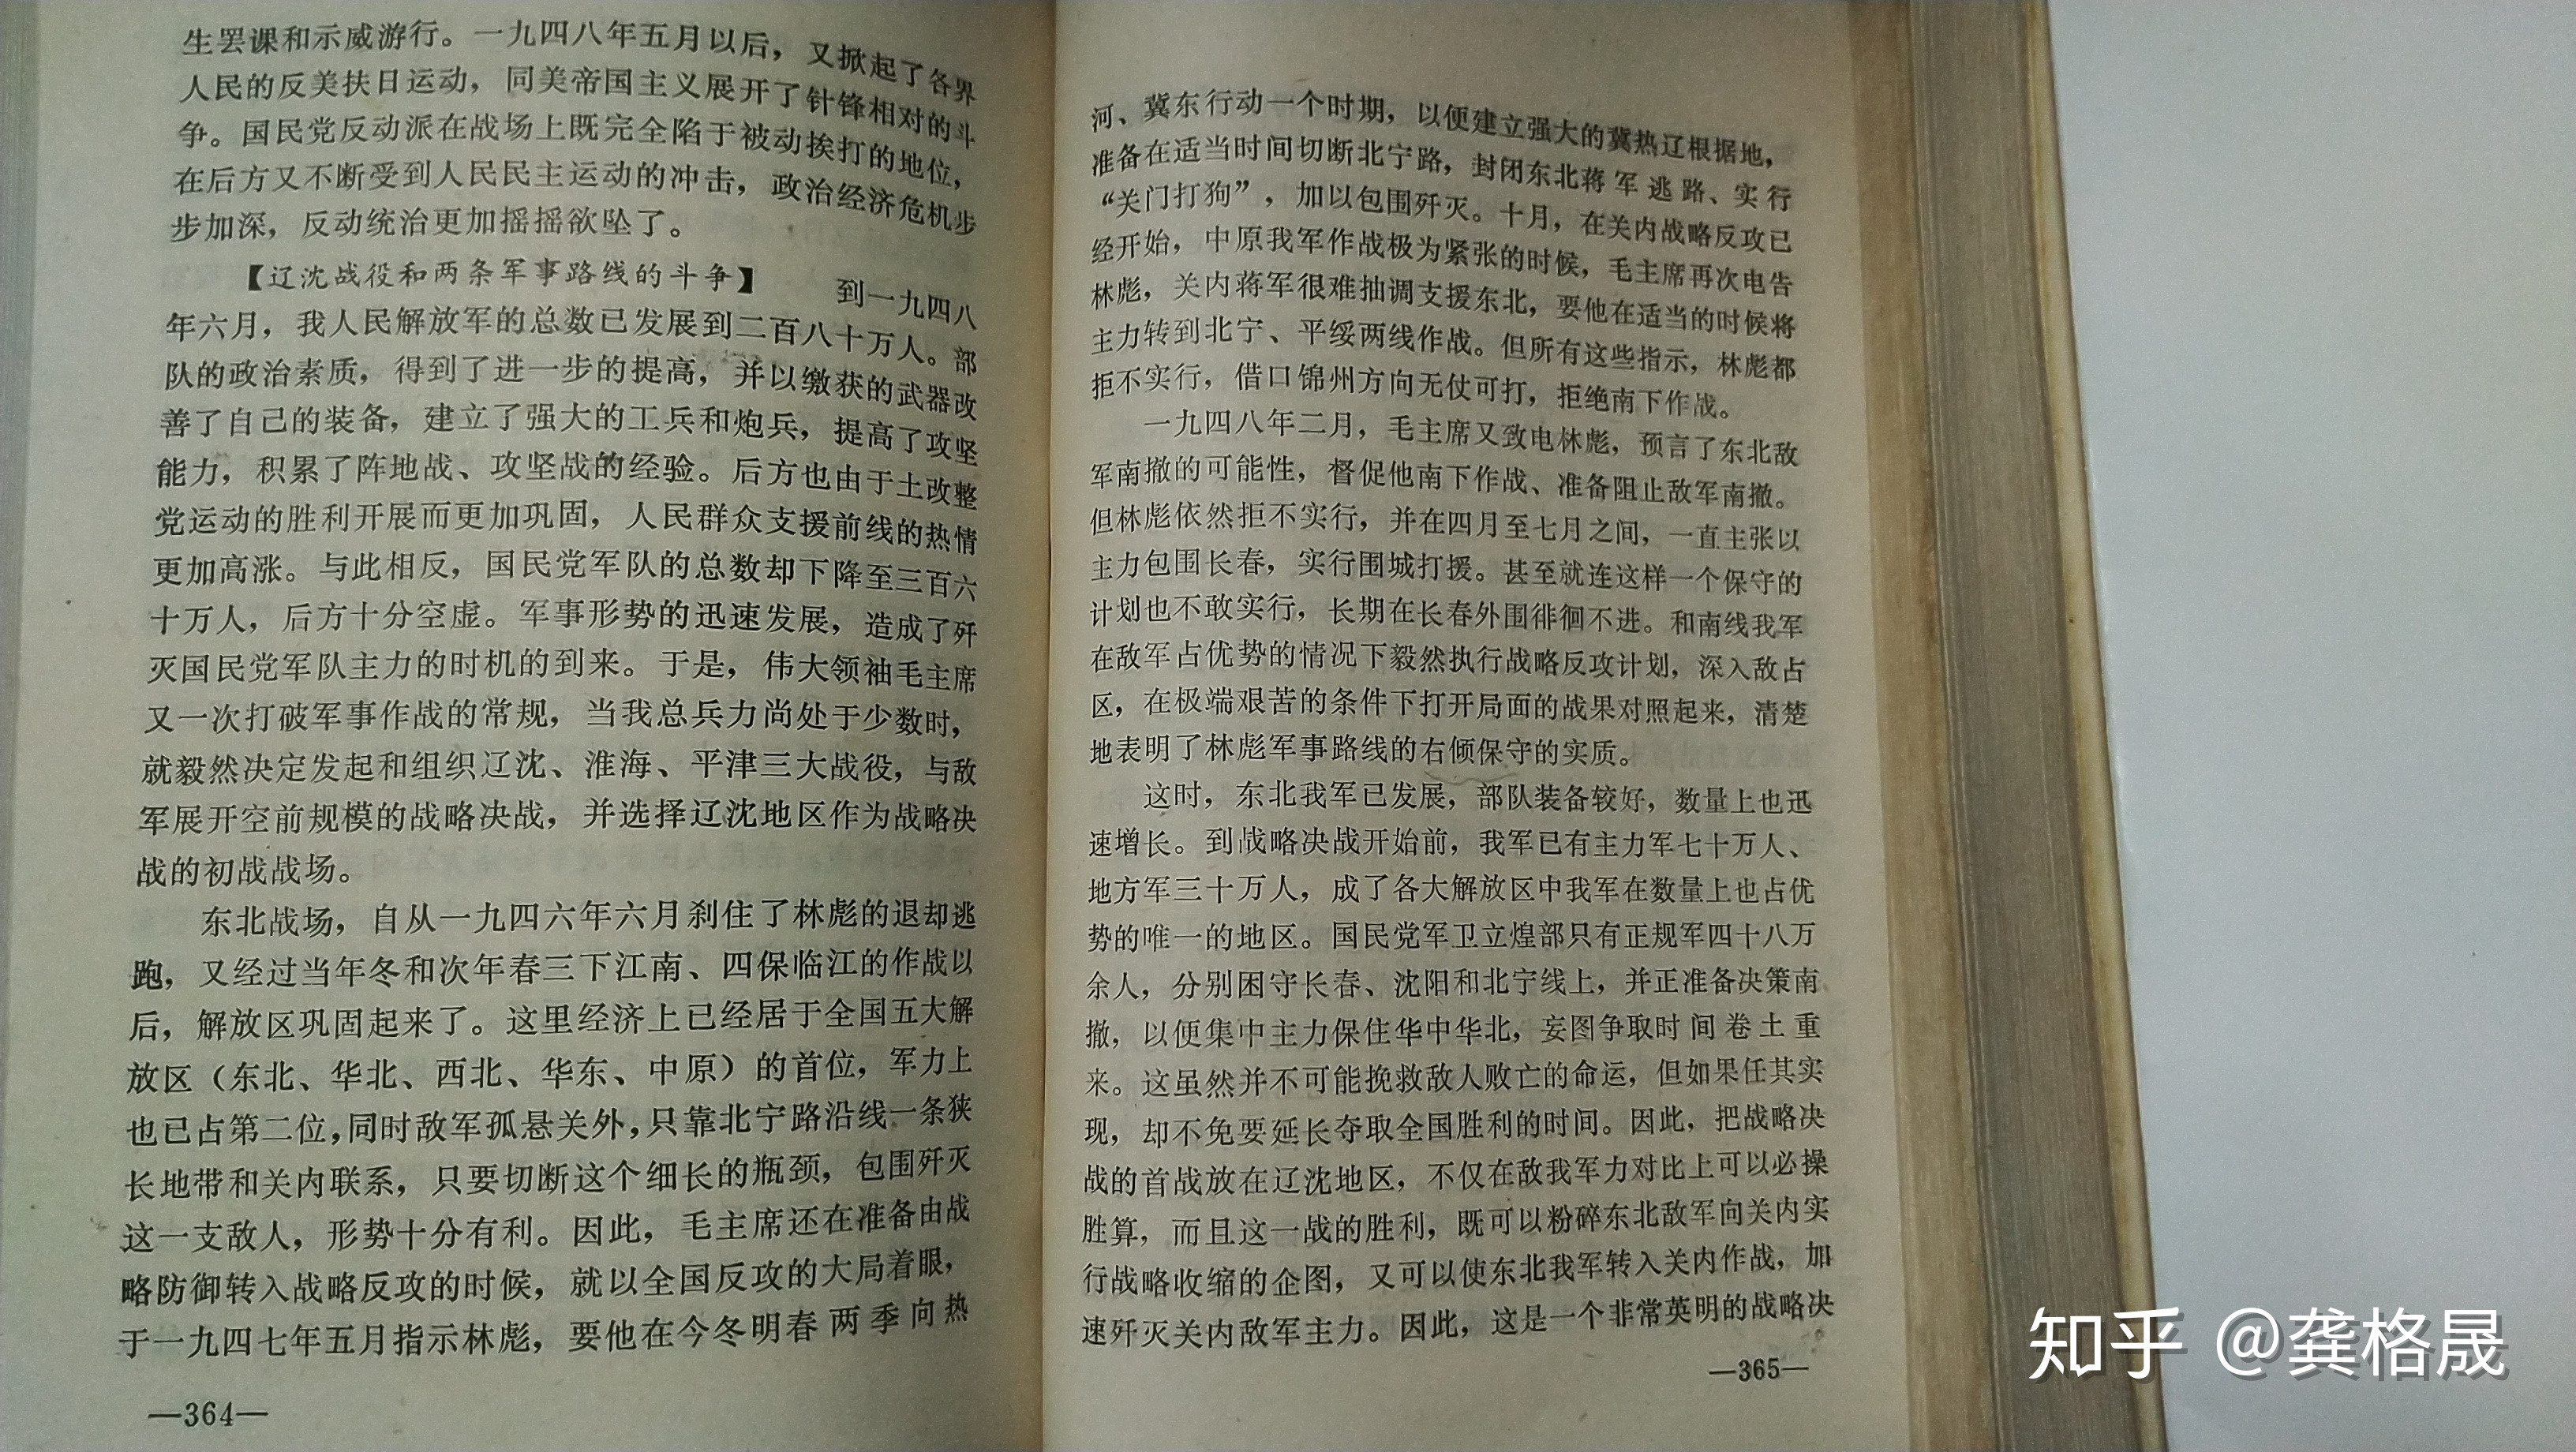 生罢课和示威游行。一九四八年五月以后，又掀起了各界
人民的反美扶日运动，同美帝国主义展开了针锋相对的斗
争。国民党反动派在战场上既完全陷于被动挨打的地位，
在后方又不断受到人民民主运动的冲击，政治经济危机步
步加深，反动统治更加摇摇欲坠了。
【辽沈战役和两条军事路线的斗争】 到一九四八
年六月，我人民解放军的总数已发展到二百八十万人。部
队的政治素质，得到了进一步的提高，并以缴获的武器改
善了自己的装备，建立了强大的工兵和炮兵，提高了攻坚
能力，积累了阵地战、攻坚战的经验。后方也由于土改整
党运动的胜利开展而更加巩固，人民群众支援前线的热情
更加高涨。与此相反，国民党军队的总数却下降至三百六
十万人，后方十分空虚。军事形势的迅速发展，造成了歼
灭国民党军队主力的时机的到来。于是，伟大领袖毛主席
又一次打破军事作战的常规，当我总兵力尚处于少数时，
就毅然决定发起和组织辽沈、淮海、平津三大战役，与敌
军展开空前规模的战略决战，并选择辽沈地区作为战略决
战的初战战场。
东北战场，自从一九四六年六月刹住了林彪的退却逃
跑，又经过当年冬和次年春三下江南、四保临江的作战以
后，解放区巩固起来了。这里经济上已经居于全国五大解
放区（东北、华北、西北、华东、中原）的首位，军力上
也已占第二位，同时敌军孤悬关外，只靠北宁路沿线一条狭
长地带和关内联系，只要切断这个细长的瓶颈，包围歼灭
这一支敌人，形势十分有利。因此，毛主席还在准备由战
略防御转入战略反攻的时候，就以全国反攻的大局着眼，
于一九四七年五月指示林彪，要他在今冬明春两季向热
—364—
河、冀东行动一个时期，以便建立强大的冀热辽根据地，
准备在适当时间切断北宁路，封闭东北蒋军逃路、实行
“关门打狗”，加以包围歼灭。十月，在关内战略反攻已
经开始，中原我军作战极为紧张的时候，毛主席再次电告
林彪，关内蒋军很难抽调支援东北，要他在适当的时候将
主力转到北宁、平绥两线作战。但所有这些指示，林彪都
拒不实行，借口锦州方向无仗可打，拒绝南下作战。
一九四八年二月，毛主席又致电林彪，预言了东北敌
军南撤的可能性，督促他南下作战、准备阻止敌军南撤。
但林彪依然拒不实行，并在四月至七月之间，一直主张以
主力包围长春，实行围城打援。甚至就连这样一个保守的
计划也不敢实行，长期在长春外围徘徊不进。和南线我军
在敌军占优势的情况下毅然执行战略反攻计划，深入敌占
区，在极端艰苦的条件下打开局面的战果对照起来，清楚
地表明了林彪军事路线的右倾保守的实质。
这时，东北我军已发展，部队装备较好，数量上也迅
速增长。到战略决战开始前，我军已有主力军七十万人、
地方军三十万人，成了各大解放区中我军在数量上也占优
势的唯一的地区。国民党军卫立煌部只有正规军四十八万
余人，分别困守长春、沈阳和北宁线上，并正准备决策南
撤，以便集中主力保住华中华北，妄图争取时间卷土重
来。这虽然并不可能挽救敌人败亡的命运，但如果任其实
现，却不免要延长夺取全国胜利的时间。因此，把战略决
战的首战放在辽沈地区，不仅在敌我军力对比上可以必操
胜算，而且这一战的胜利，既可以粉碎东北敌军向关内实
行战略收缩的企图，又可以使东北我军转入关内作战，加
速歼灭关内敌军主力。因此，这是一个非常英明的战略决
—365—
知乎 @龚格晟